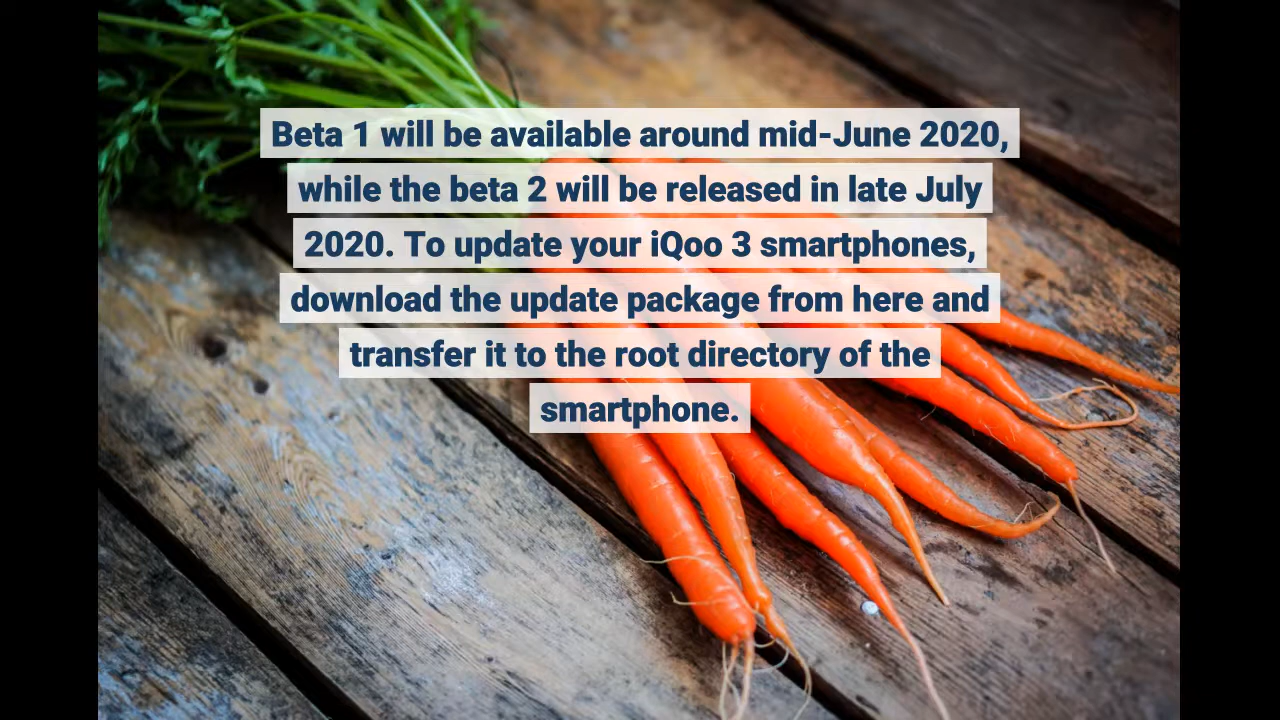 Beta 1 will be available around mid-June 2020,
while the beta 2 will be released in late July
2020. To update your iQoo 3 smartphones,
download the update package from here and
transfer it to the root directory of the
smartphone.